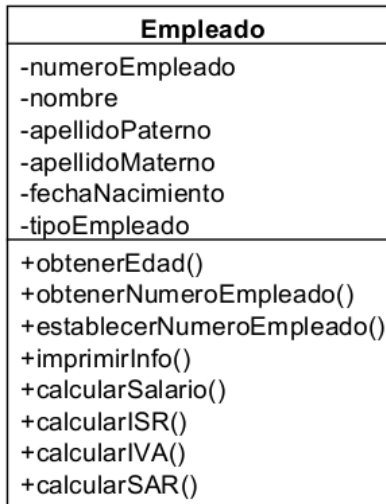 Empleado
-numeroEmpleado
-nombre
-apellidoPaterno
-apellidoMaterno
-fechaNacimiento
-tipoEmpleado
+obtenerEdad()
+obtenerNumeroEmpleado()
+establecerNumeroEmpleado()
+imprimirInfo()
+calcularSalario()
+calcularISR()
+calcularIVA()
+calcularSAR()